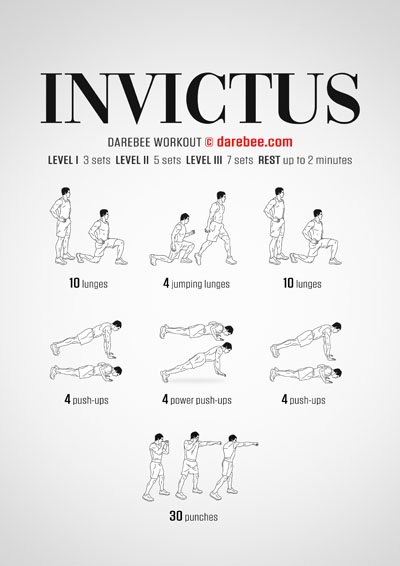 INVICTUS
DAREBEE WORKOUT © darebee.com
LEVEL I 3 sets LEVEL II 5 sets LEVEL III 7 sets REST up to 2 minutes
10 lunges
4 jumping lunges
10 lunges
4 push-ups
4 power push-ups
4 push-ups
30 punches